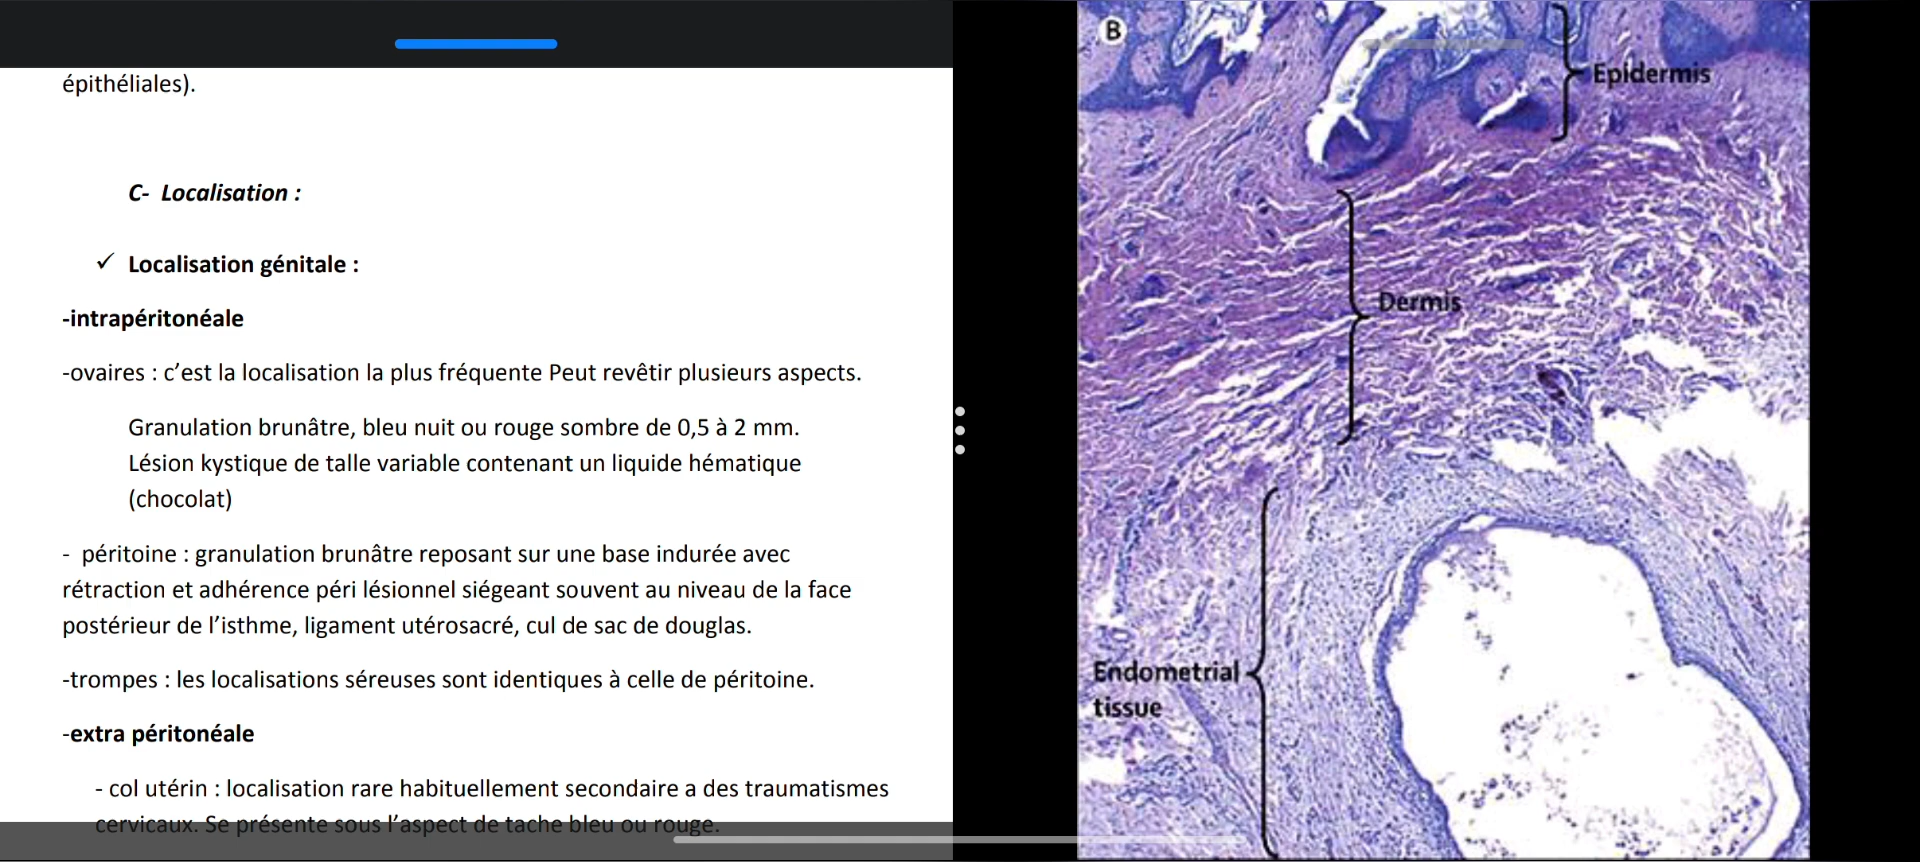 épithéliales).
C- Localisation :
✓ Localisation génitale :
-intrapéritonéale
-ovaires : c’est la localisation la plus fréquente Peut revêtir plusieurs aspects.
Granulation brunâtre, bleu nuit ou rouge sombre de 0,5 à 2 mm.
Lésion kystique de talle variable contenant un liquide hématique
(chocolat)
- péritoine : granulation brunâtre reposant sur une base indurée avec
rétraction et adhérence péri lésionnel siégeant souvent au niveau de la face
postérieur de l’isthme, ligament utérosacré, cul de sac de douglas.
-trompes : les localisations séreuses sont identiques à celle de péritoine.
-extra péritonéale
- col utérin : localisation rare habituellement secondaire a des traumatismes
cervicaux. Se présente sous l’aspect de tache bleu ou rouge.
B
Epidermis
Dermis
Endometrial
tissue